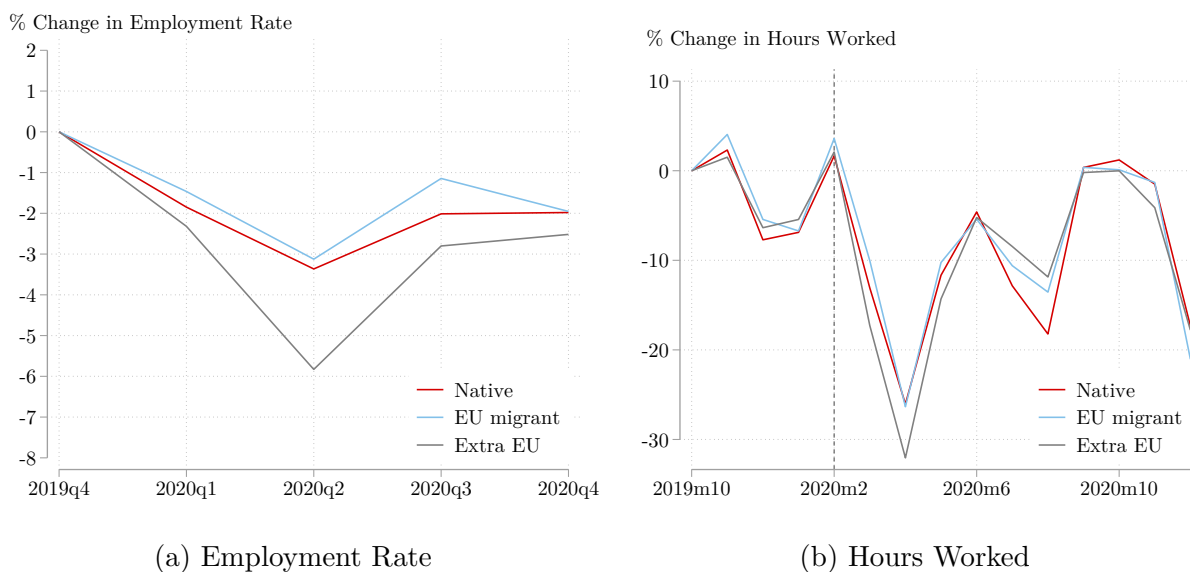 % Change in Employment Rate
2
1
0
-1
-2
-3
-4
-5
-6
-7
-8
Native
EU migrant
Extra EU
2019q4 2020q1 2020q2 2020q3 2020q4
(a) Employment Rate
% Change in Hours Worked
10
0
-10
-20
-30
Native
EU migrant
Extra EU
2019m10 2020m2 2020m6 2020m10
(b) Hours Worked